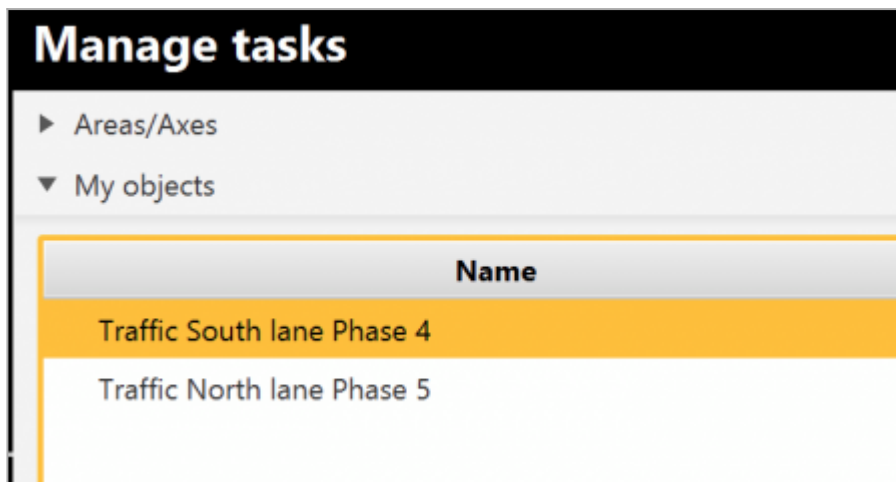 Manage tasks
Areas/Axes
My objects
Name
Traffic South lane Phase 4
Traffic North lane Phase 5